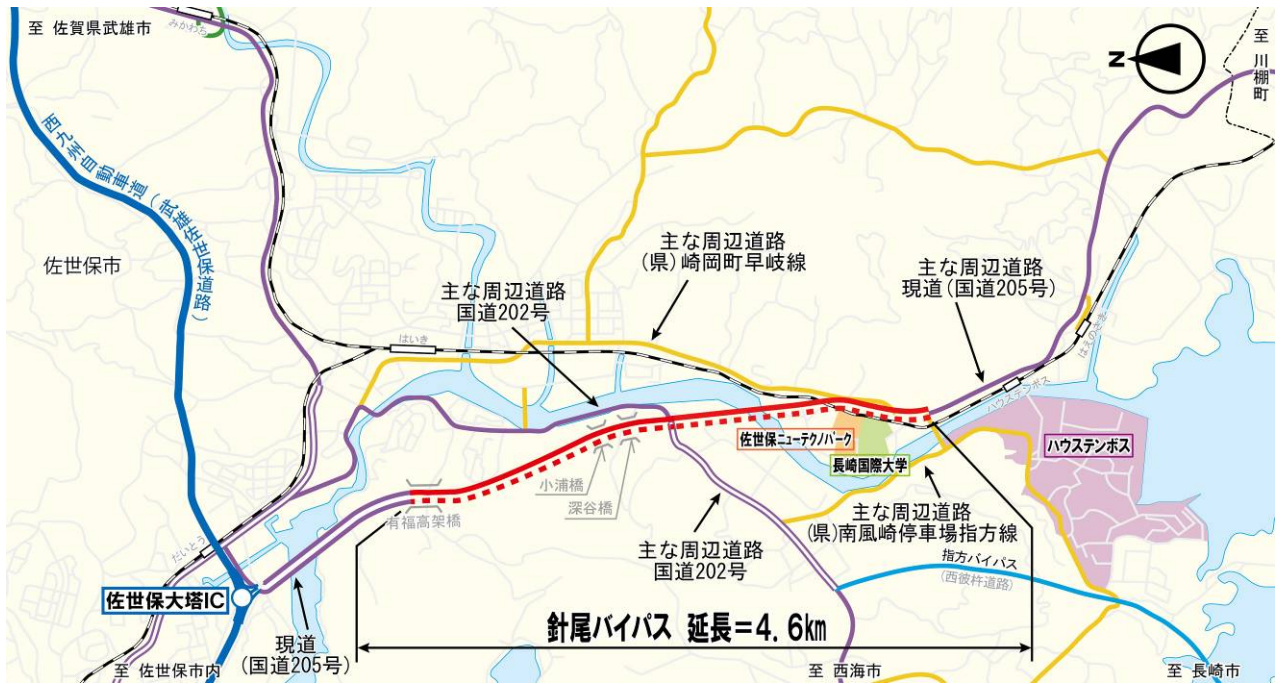 至 佐賀県武雄市
みかわち
N
至 川棚町
西九州自動車道(武雄佐世保道路)
佐世保市
主な周辺道路
(県)崎岡町早岐線
主な周辺道路
国道202号
主な周辺道路
現道(国道205号)
はいき
はえのさき
ハウステンボス
佐世保ニューテクノパーク
長崎国際大学
ハウステンボス
小浦橋
深谷橋
有福高架橋
だいとう
主な周辺道路
(県)南風崎停車場指方線
主な周辺道路
国道202号
指方バイパス
(西彼杵道路)
佐世保大塔IC
針尾バイパス 延長=4.6km
現道
(国道205号)
至 佐世保市内
至 西海市
至 長崎市